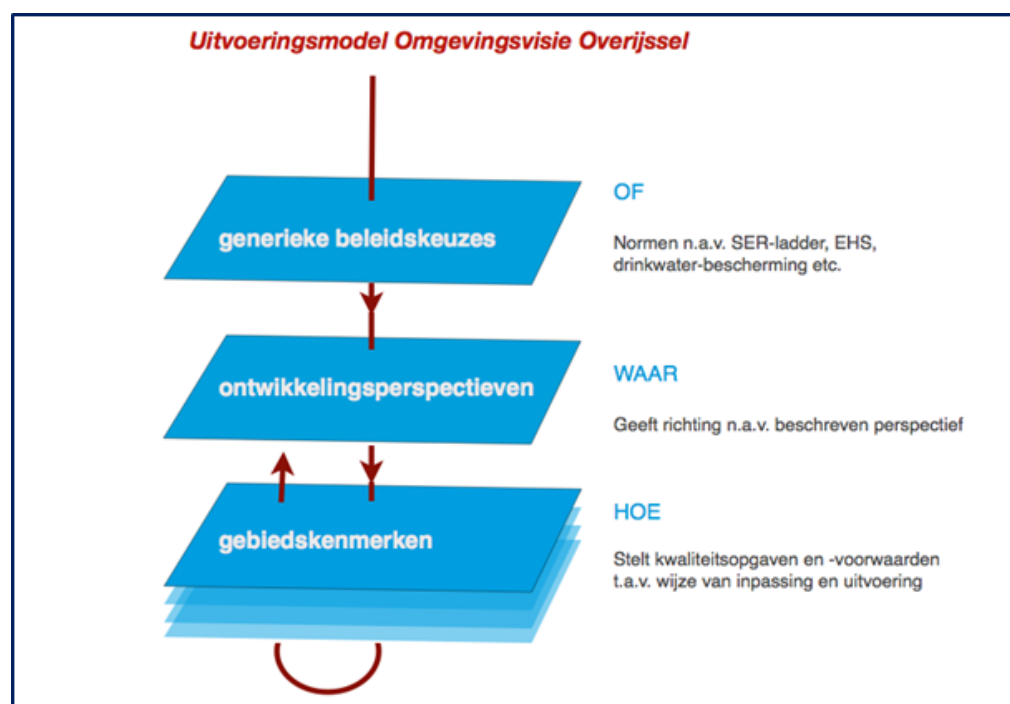 Uitvoeringsmodel Omgevingsvisie Overijssel
generieke beleidskeuzes
OF
Normen n.a.v. SER-ladder, EHS,
drinkwater-bescherming etc.
ontwikkelingsperspectieven
WAAR
Geeft richting n.a.v. beschreven perspectief
gebiedskenmerken
HOE
Stelt kwaliteitsopgaven en -voorwaarden
t.a.v. wijze van inpassing en uitvoering